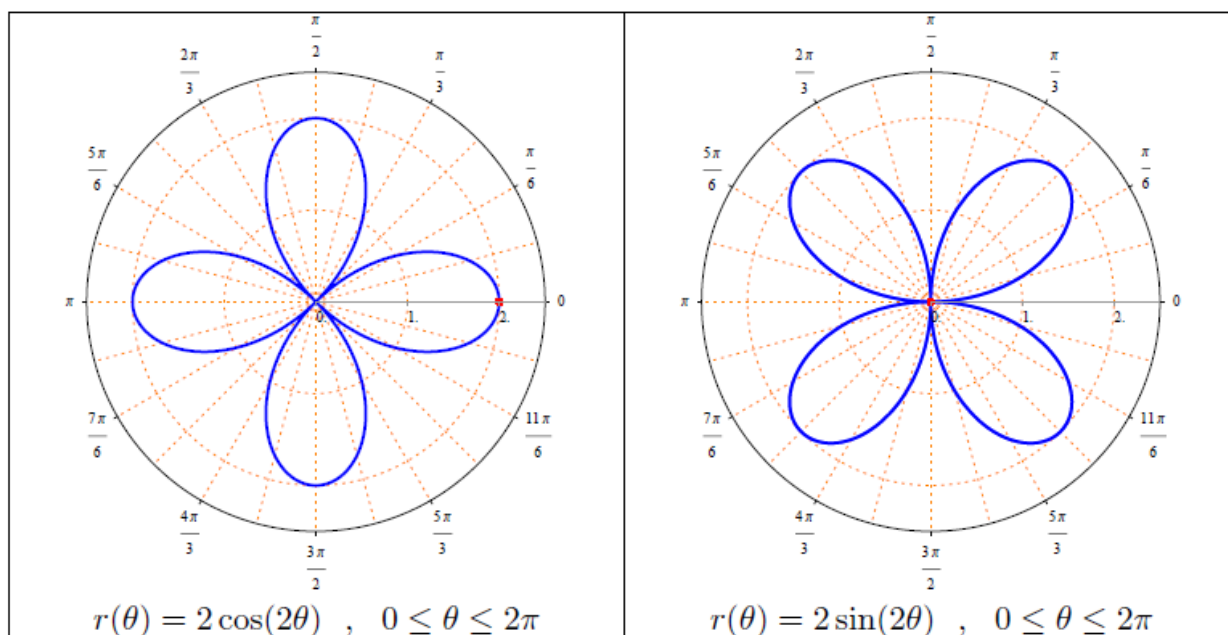 π/2
2π/3
π/3
5π/6
π/6
π
0.
1.
2.
0
7π/6
11π/6
4π/3
5π/3
3π/2
r(θ) = 2 cos(2θ) , 0 ≤ θ ≤ 2π
π/2
2π/3
π/3
5π/6
π/6
π
0.
1.
2.
0
7π/6
11π/6
4π/3
5π/3
3π/2
r(θ) = 2 sin(2θ) , 0 ≤ θ ≤ 2π